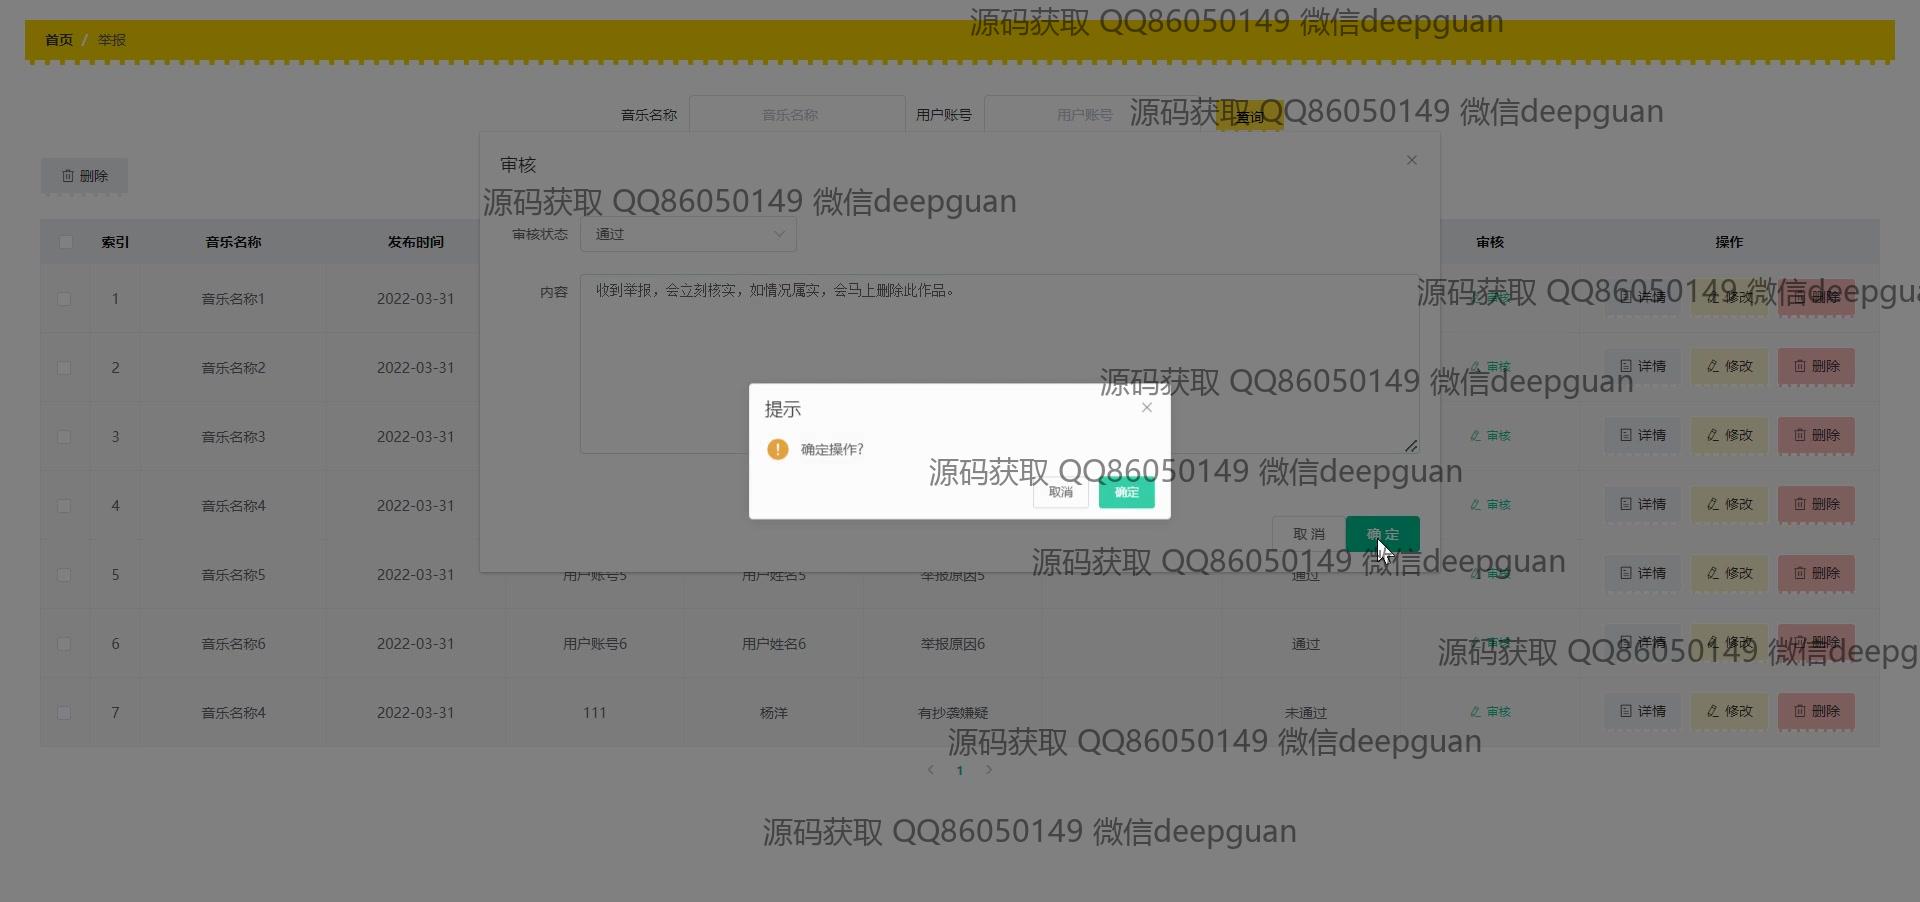 源码获取 QQ86050149 微信deepguan
首页 / 举报
音乐名称 音乐名称 用户账号 用户账号 查询
源码获取 QQ86050149 微信deepguan
删除
审核
源码获取 QQ86050149 微信deepguan
审核状态 通过
索引 音乐名称 发布时间 审核 操作
内容 收到举报，会立刻核实，如情况属实，会马上删除此作品。
1 音乐名称1 2022-03-31 审核 详情 修改 删除
源码获取 QQ86050149 微信deepgua
2 音乐名称2 2022-03-31 审核 详情 修改 删除
源码获取 QQ86050149 微信deepguan
提示
3 音乐名称3 2022-03-31 审核 详情 修改 删除
确定操作?
源码获取 QQ86050149 微信deepguan
取消 确定
4 音乐名称4 2022-03-31 审核 详情 修改 删除
取消 确定
源码获取 QQ86050149 微信deepguan
5 音乐名称5 2022-03-31 用户账号5 用户姓名5 举报原因5 通过 审核 详情 修改 删除
6 音乐名称6 2022-03-31 用户账号6 用户姓名6 举报原因6 通过 审核 详情 修改 删除
源码获取 QQ86050149 微信deepg
7 音乐名称4 2022-03-31 111 杨洋 有抄袭嫌疑 未通过 审核 详情 修改 删除
源码获取 QQ86050149 微信deepguan
1
源码获取 QQ86050149 微信deepguan